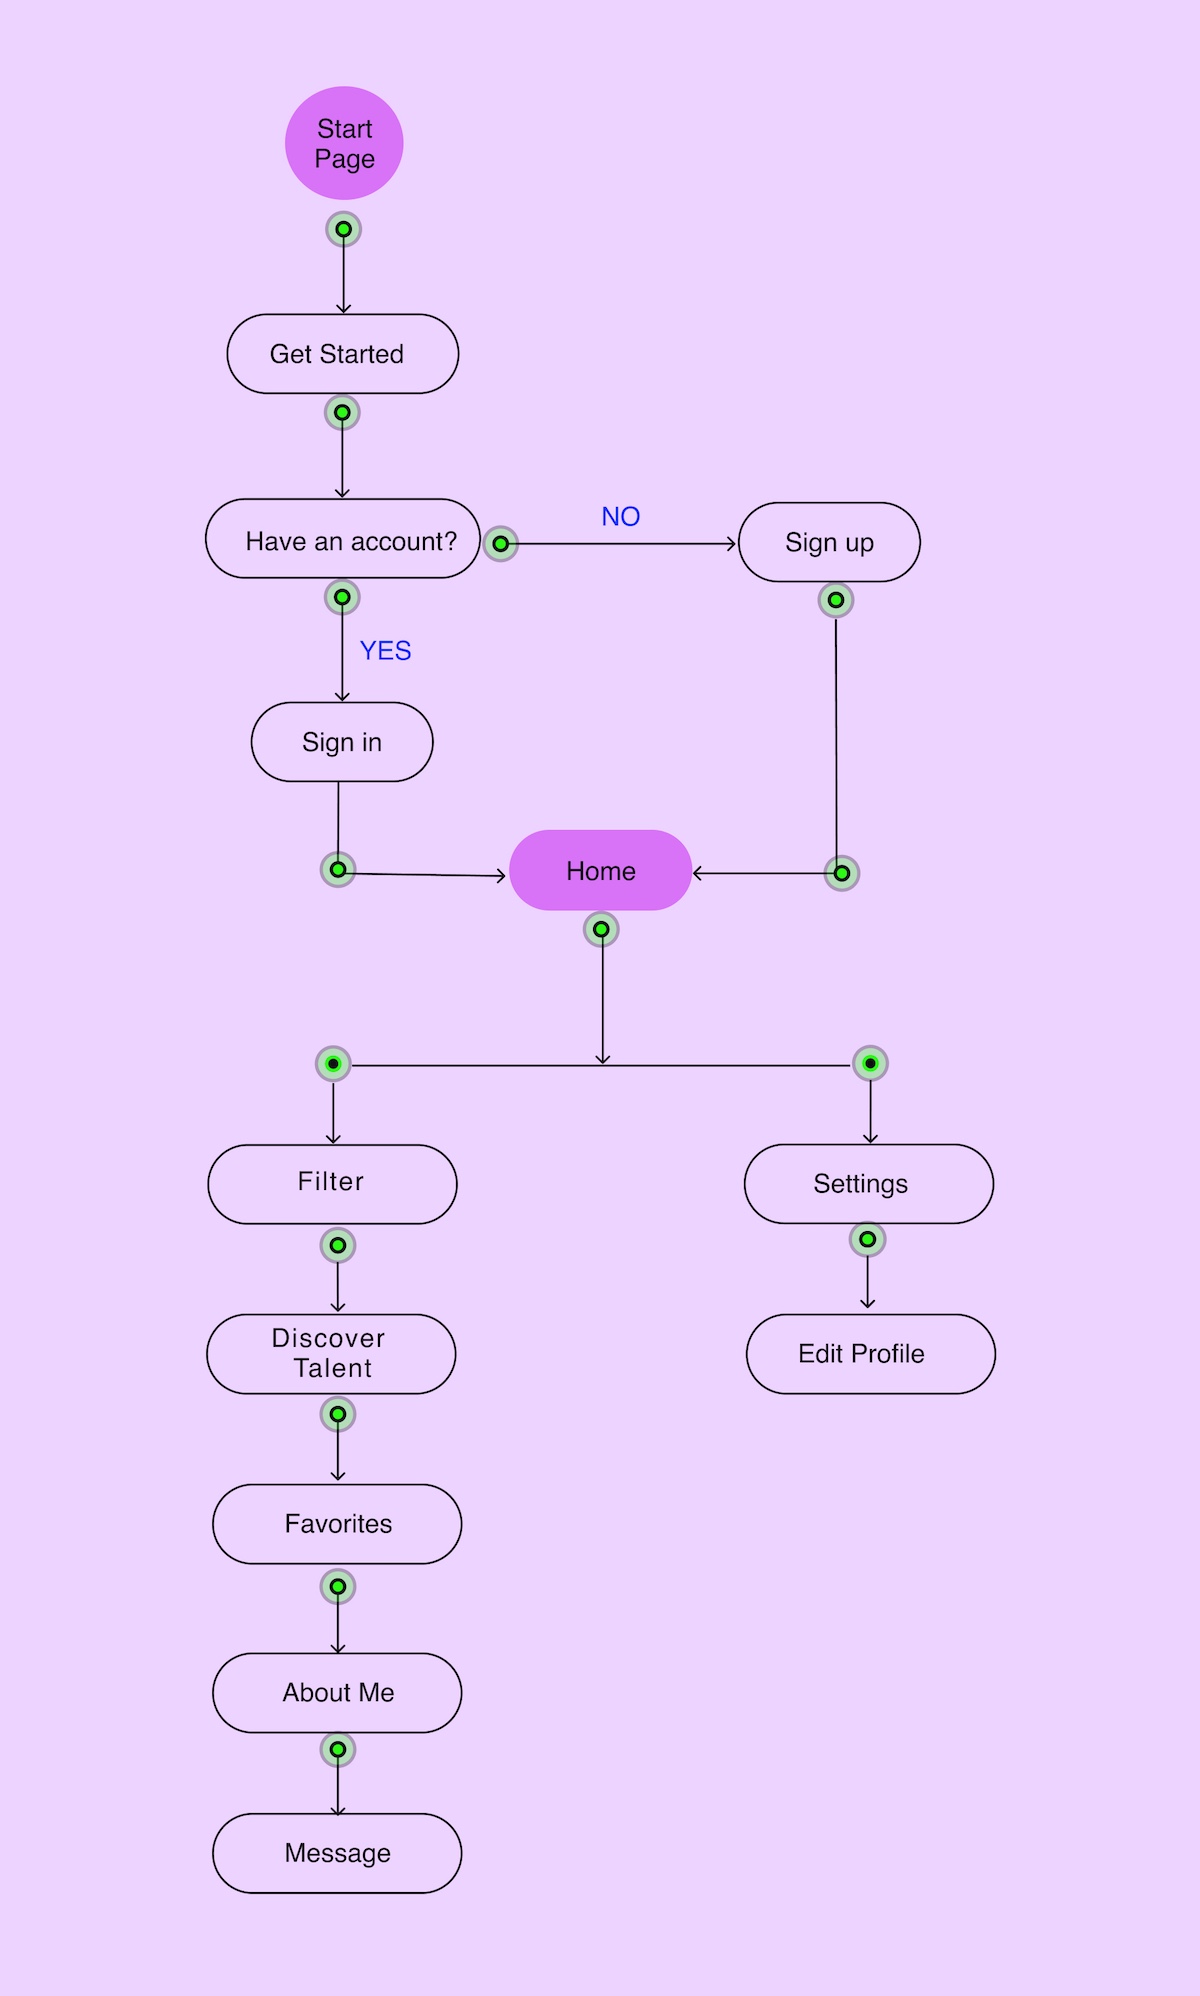 Start
Page
Get Started
Have an account?
NO
Sign up
YES
Sign in
Home
Filter
Settings
Discover
Talent
Edit Profile
Favorites
About Me
Message